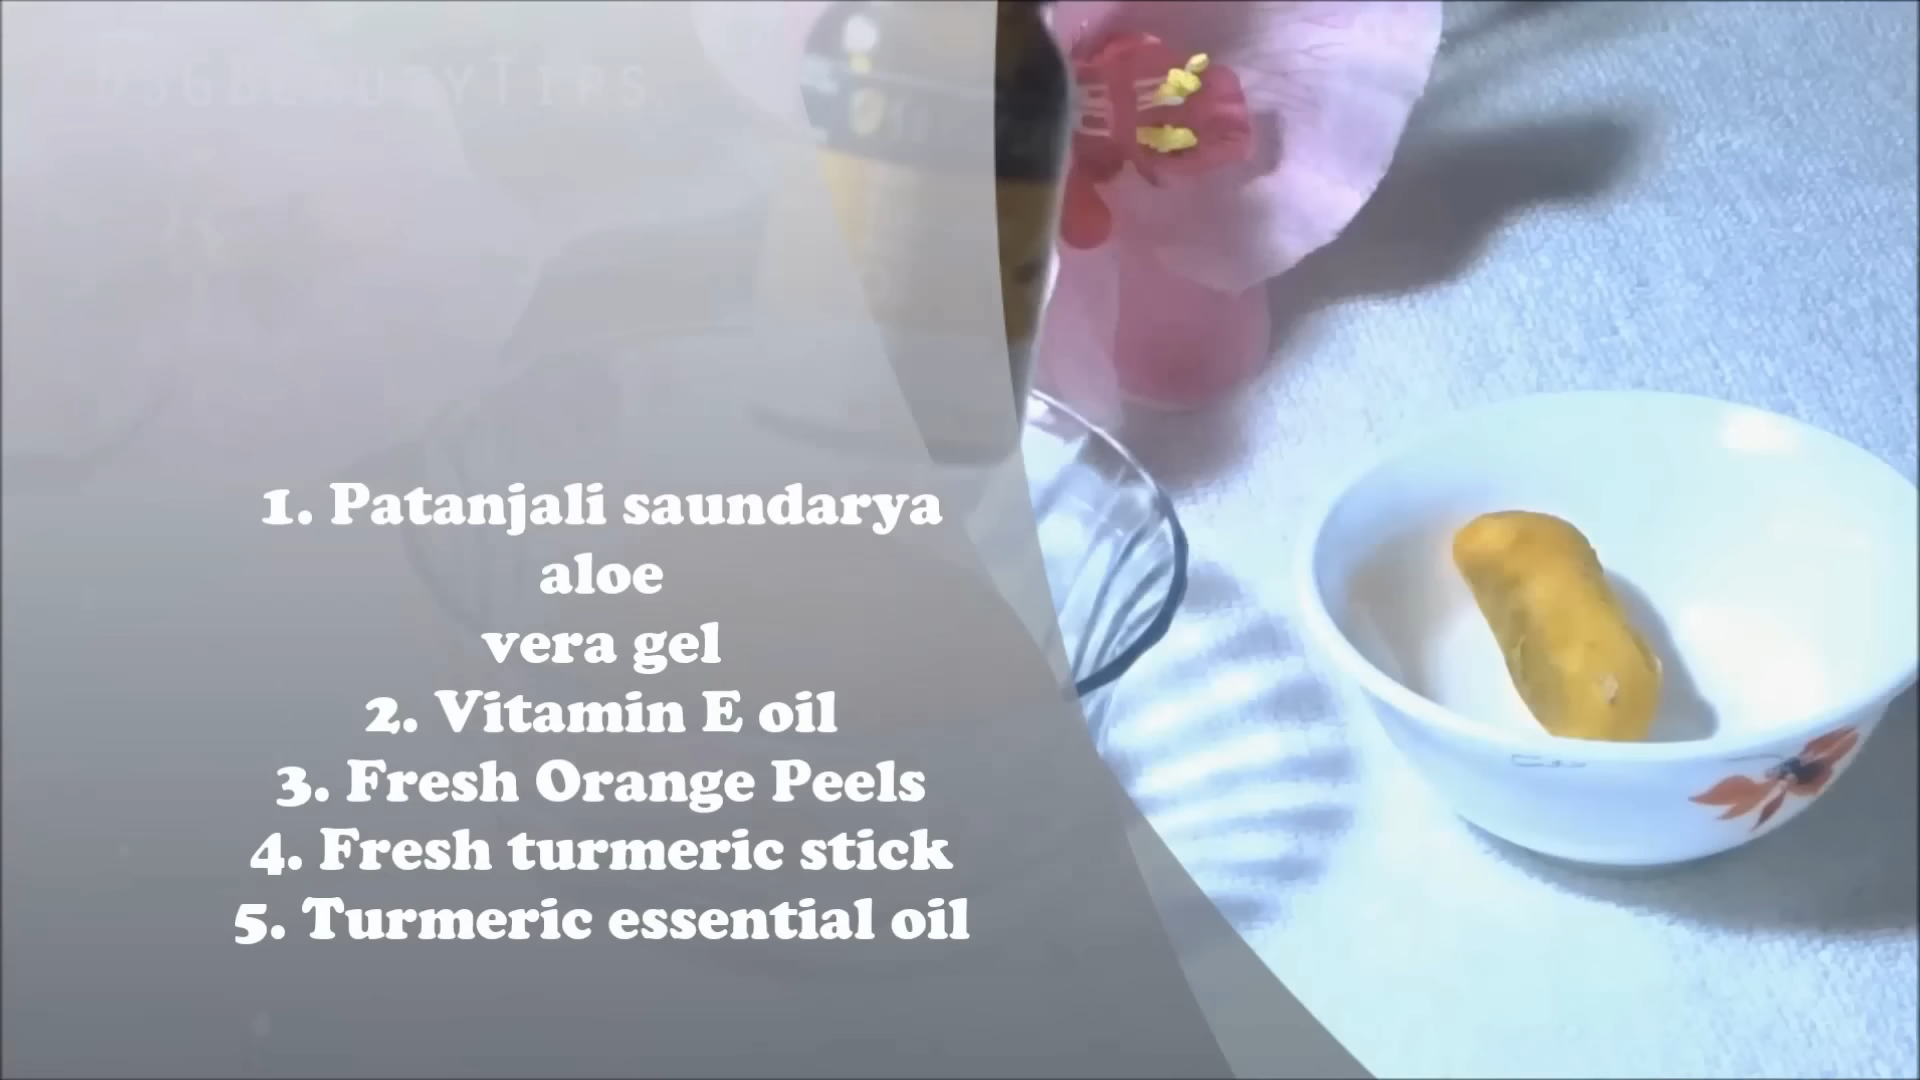 DJGBEAUTYTIPS
1. Patanjali saundarya
aloe
vera gel
2. Vitamin E oil
3. Fresh Orange Peels
4. Fresh turmeric stick
5. Turmeric essential oil